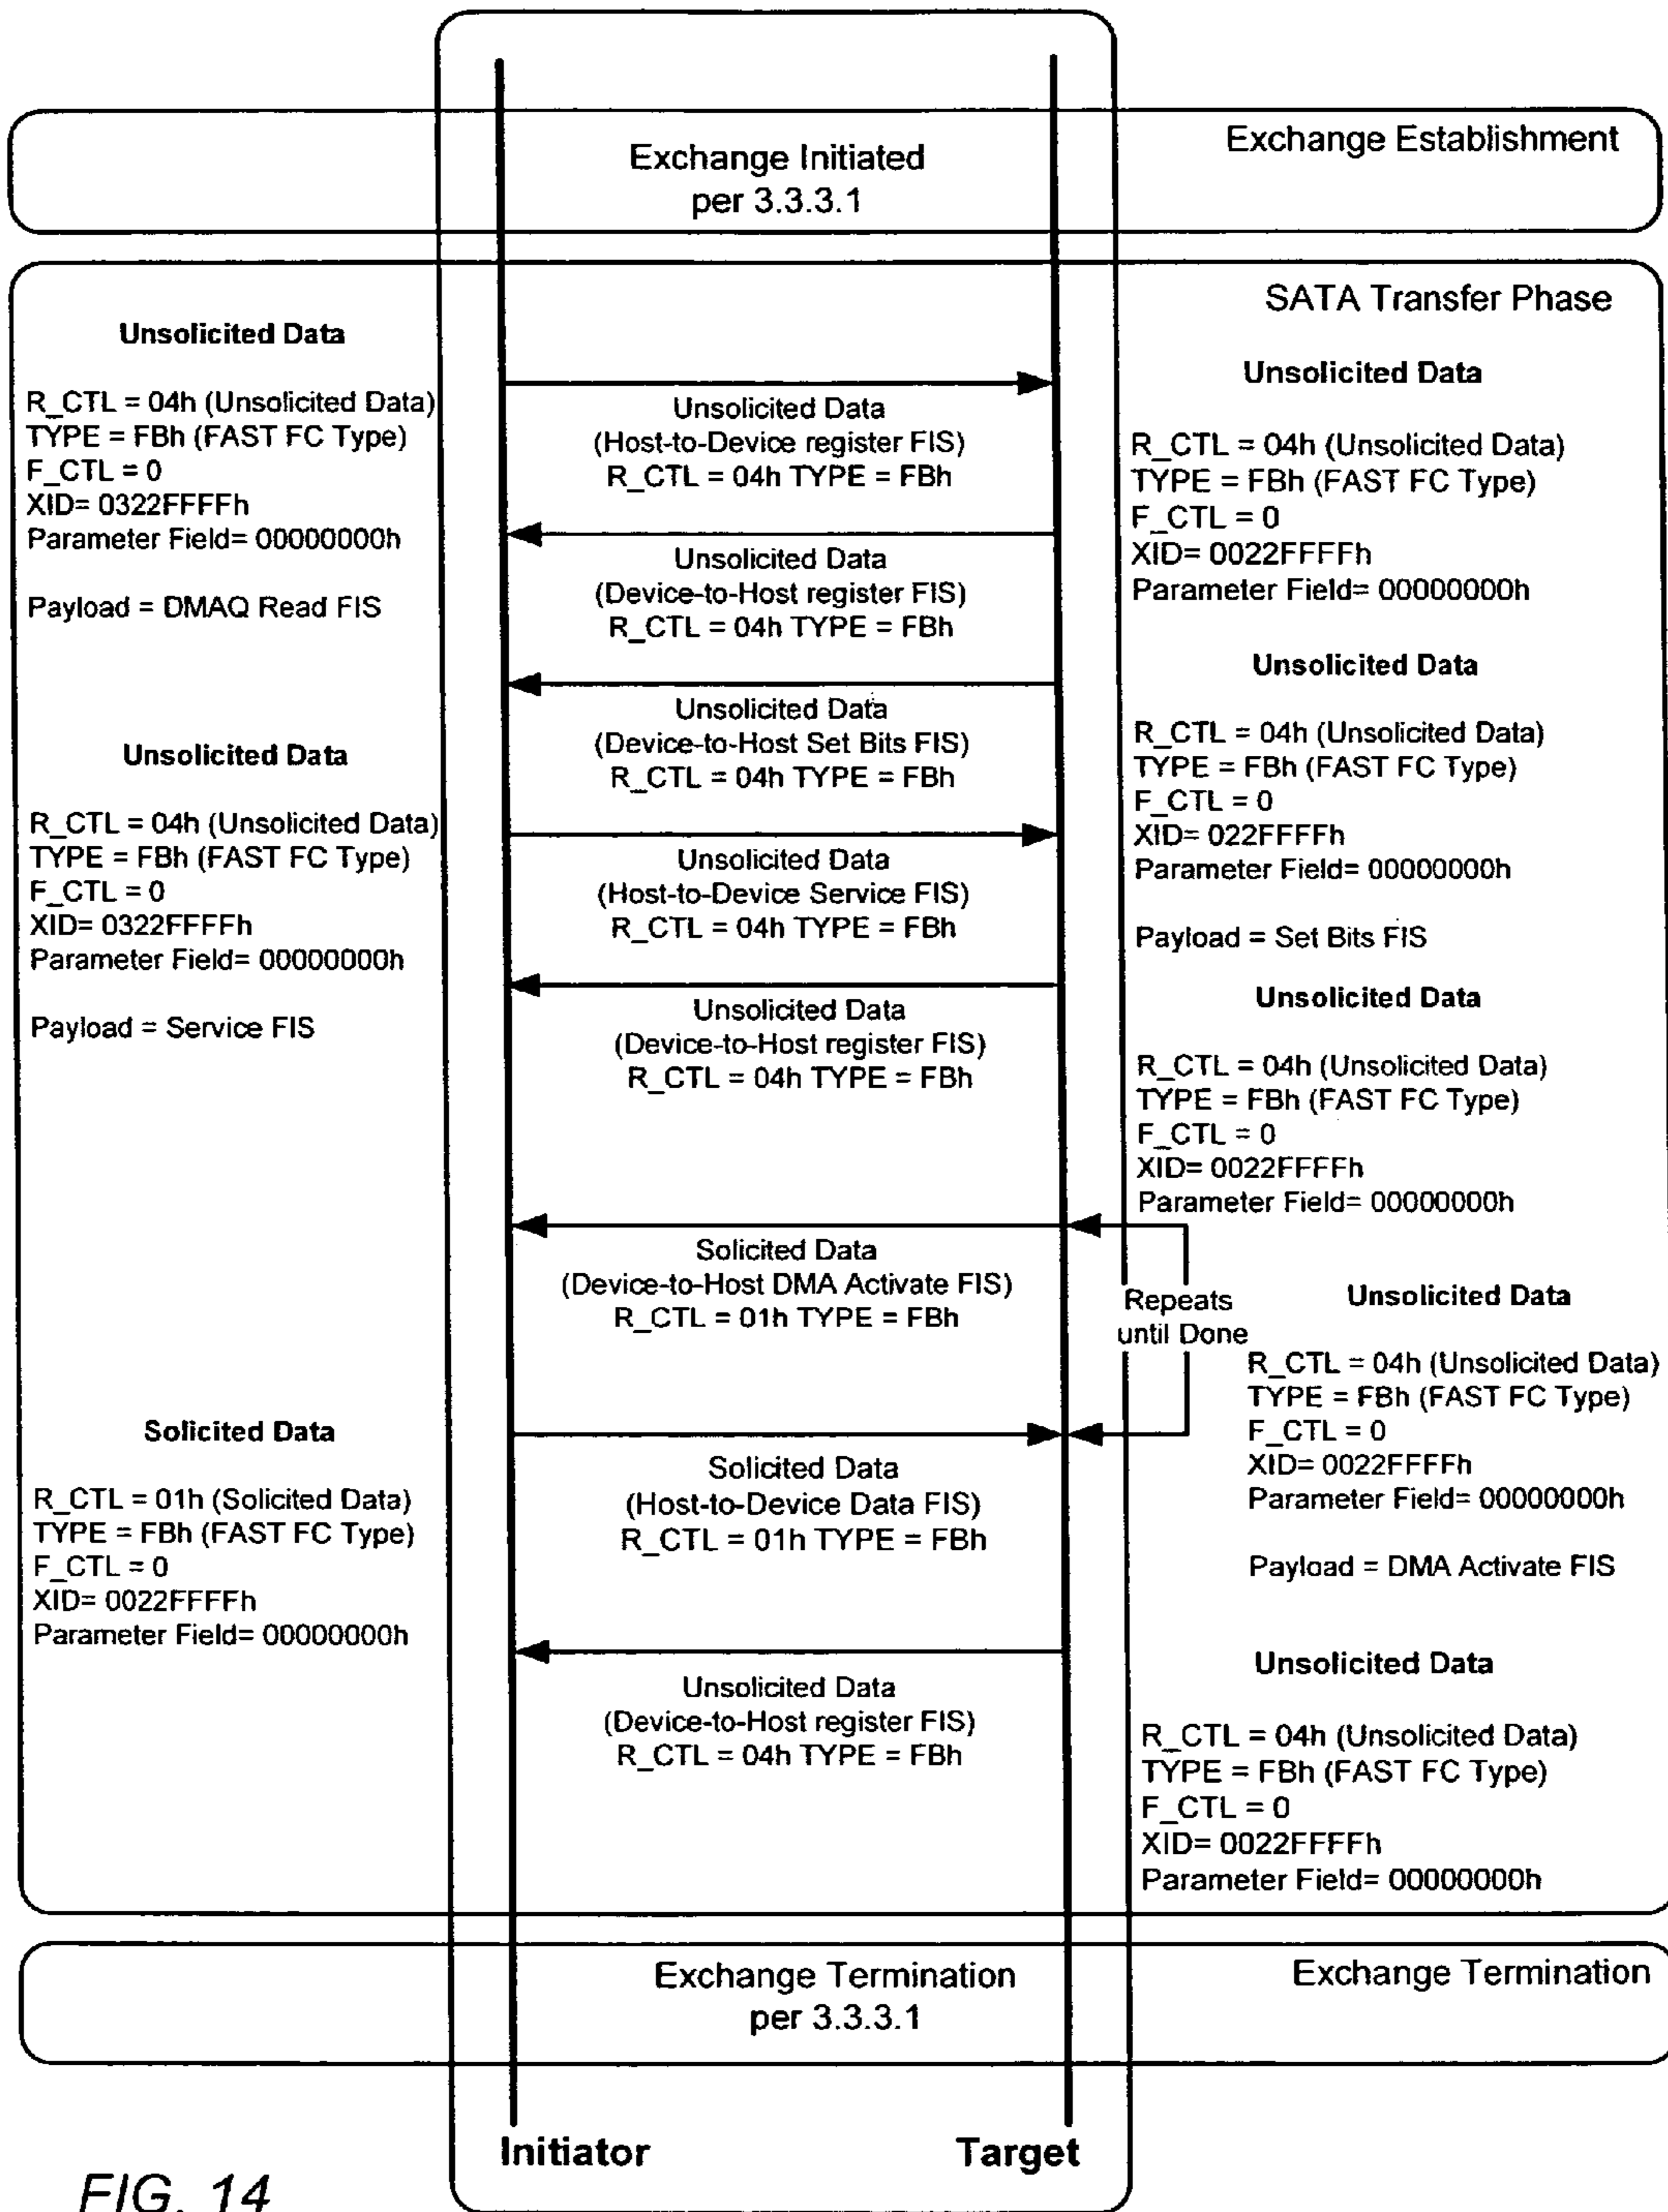 Exchange Establishment
Exchange Initiated
per 3.3.3.1
SATA Transfer Phase
Unsolicited Data
R_CTL = 04h (Unsolicited Data)
TYPE = FBh (FAST FC Type)
F_CTL = 0
XID= 0322FFFFh
Parameter Field= 00000000h
Payload = DMAQ Read FIS
Unsolicited Data
R_CTL = 04h (Unsolicited Data)
TYPE = FBh (FAST FC Type)
F_CTL = 0
XID= 0322FFFFh
Parameter Field= 00000000h
Payload = Service FIS
Solicited Data
R_CTL = 01h (Solicited Data)
TYPE = FBh (FAST FC Type)
F_CTL = 0
XID= 0022FFFFh
Parameter Field= 00000000h
Unsolicited Data
(Host-to-Device register FIS)
R_CTL = 04h TYPE = FBh
Unsolicited Data
(Device-to-Host register FIS)
R_CTL = 04h TYPE = FBh
Unsolicited Data
(Device-to-Host Set Bits FIS)
R_CTL = 04h TYPE = FBh
Unsolicited Data
(Host-to-Device Service FIS)
R_CTL = 04h TYPE = FBh
Unsolicited Data
(Device-to-Host register FIS)
R_CTL = 04h TYPE = FBh
Solicited Data
(Device-to-Host DMA Activate FIS)
R_CTL = 01h TYPE = FBh
Repeats
until Done
Solicited Data
(Host-to-Device Data FIS)
R_CTL = 01h TYPE = FBh
Unsolicited Data
(Device-to-Host register FIS)
R_CTL = 04h TYPE = FBh
Unsolicited Data
R_CTL = 04h (Unsolicited Data)
TYPE = FBh (FAST FC Type)
F_CTL = 0
XID= 0022FFFFh
Parameter Field= 00000000h
Unsolicited Data
R_CTL = 04h (Unsolicited Data)
TYPE = FBh (FAST FC Type)
F_CTL = 0
XID= 022FFFFh
Parameter Field= 00000000h
Payload = Set Bits FIS
Unsolicited Data
R_CTL = 04h (Unsolicited Data)
TYPE = FBh (FAST FC Type)
F_CTL = 0
XID= 0022FFFFh
Parameter Field= 00000000h
Unsolicited Data
R_CTL = 04h (Unsolicited Data)
TYPE = FBh (FAST FC Type)
F_CTL = 0
XID= 0022FFFFh
Parameter Field= 00000000h
Payload = DMA Activate FIS
Unsolicited Data
R_CTL = 04h (Unsolicited Data)
TYPE = FBh (FAST FC Type)
F_CTL = 0
XID= 0022FFFFh
Parameter Field= 00000000h
Exchange Termination
per 3.3.3.1
Exchange Termination
Initiator
Target
FIG. 14